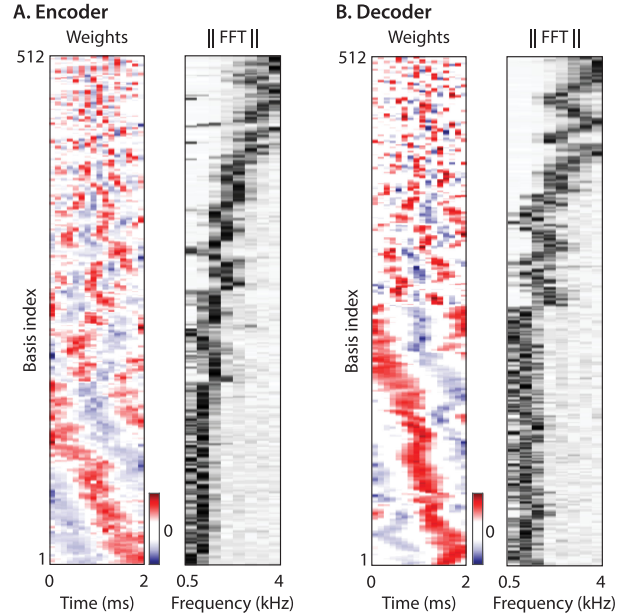 A. Encoder
Weights
|| FFT ||
512
Basis index
1
0
0
2
Time (ms)
0.5
4
Frequency (kHz)
B. Decoder
Weights
|| FFT ||
512
Basis index
1
0
0
2
Time (ms)
0.5
4
Frequency (kHz)